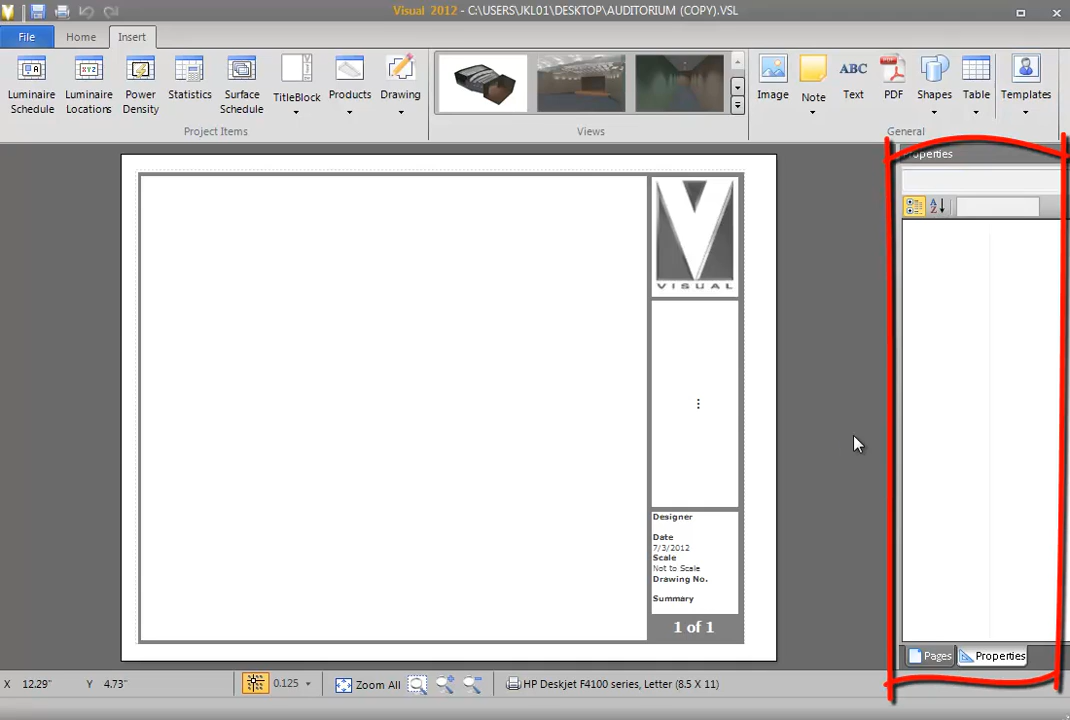 Visual 2012 - C:\USERS\UKL01\DESKTOP\AUDITORIUM (COPY).VSL
File Home Insert
Luminaire Schedule
Luminaire Locations
Power Density
Statistics
Surface Schedule
TitleBlock
Products
Drawing
Image
Note
ABC
Text
PDF
Shapes
Table
Templates
Project Items
Views
General
Properties
VISUAL
Designer
Date
7/3/2012
Scale
Not to Scale
Drawing No.
Summary
1 of 1
Pages Properties
X 12.29" Y 4.73" 0.125 Zoom All HP Deskjet F4100 series, Letter (8.5 X 11)